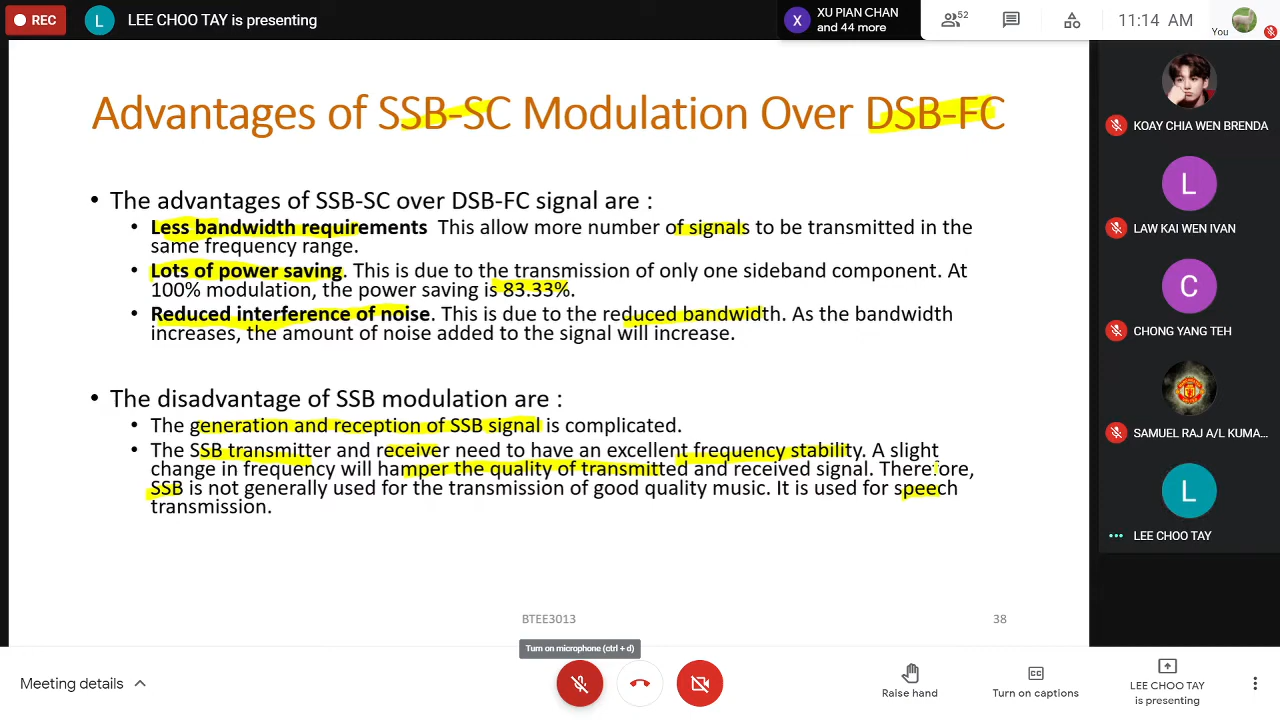 REC
L
LEE CHOO TAY is presenting
X
XU PIAN CHAN
and 44 more
52
11:14 AM
You
Advantages of SSB-SC Modulation Over DSB-FC
• The advantages of SSB-SC over DSB-FC signal are :
• Less bandwidth requirements This allow more number of signals to be transmitted in the
same frequency range.
• Lots of power saving. This is due to the transmission of only one sideband component. At
100% modulation, the power saving is 83.33%.
• Reduced interference of noise. This is due to the reduced bandwidth. As the bandwidth
increases, the amount of noise added to the signal will increase.
• The disadvantage of SSB modulation are :
• The generation and reception of SSB signal is complicated.
• The SSB transmitter and receiver need to have an excellent frequency stability. A slight
change in frequency will hamper the quality of transmitted and received signal. Therefore,
SSB is not generally used for the transmission of good quality music. It is used for speech
transmission.
BTEE3013
38
KOAY CHIA WEN BRENDA
L
LAW KAI WEN IVAN
C
CHONG YANG TEH
SAMUEL RAJ A/L KUMA...
L
LEE CHOO TAY
Turn on microphone (ctrl + d)
Meeting details
Raise hand
CC
Turn on captions
LEE CHOO TAY
is presenting